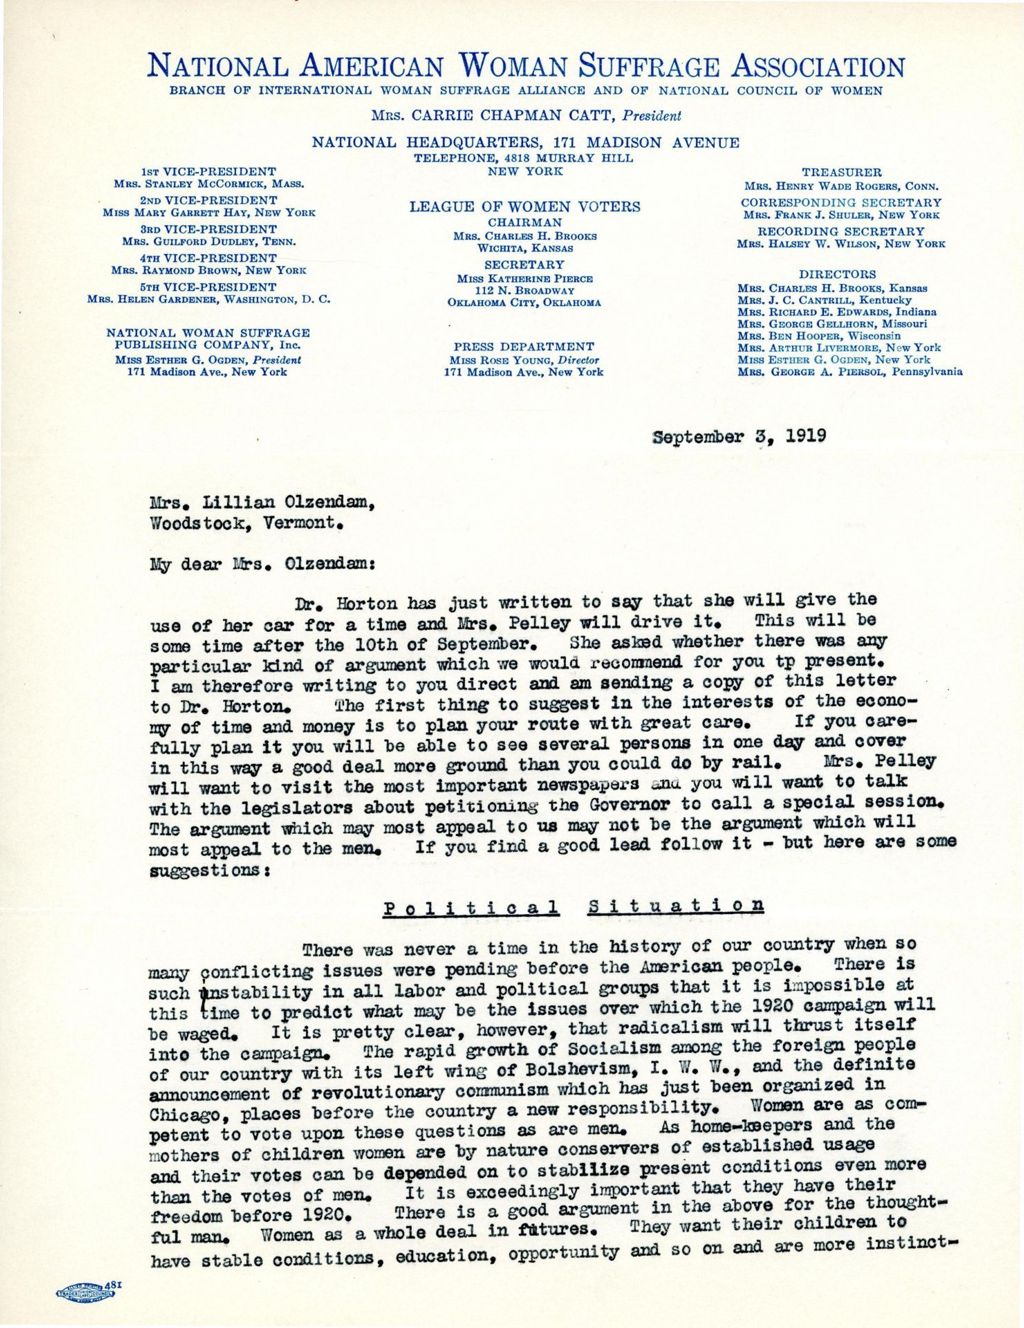 NATIONAL AMERICAN WOMAN SUFFRAGE ASSOCIATION
BRANCH OF INTERNATIONAL WOMAN SUFFRAGE ALLIANCE AND OF NATIONAL COUNCIL OF WOMEN
MRS. CARRIE CHAPMAN CATT, President
NATIONAL HEADQUARTERS, 171 MADISON AVENUE
TELEPHONE, 4818 MURRAY HILL
NEW YORK
1ST VICE-PRESIDENT
MRS. STANLEY MCCORMICK, MASS.
2ND VICE-PRESIDENT
MISS MARY GARRETT HAY, NEW YORK
3RD VICE-PRESIDENT
MRS. GUILFORD DUDLEY, TENN.
4TH VICE-PRESIDENT
MRS. RAYMOND BROWN, NEW YORK
5TH VICE-PRESIDENT
MRS. HELEN GARDENER, WASHINGTON, D. C.
NATIONAL WOMAN SUFFRAGE
PUBLISHING COMPANY, Inc.
MISS ESTHER G. OGDEN, President
171 Madison Ave., New York
LEAGUE OF WOMEN VOTERS
CHAIRMAN
MRS. CHARLES H. BROOKS
WICHITA, KANSAS
SECRETARY
MISS KATHERINE PIERCE
112 N. BROADWAY
OKLAHOMA CITY, OKLAHOMA
PRESS DEPARTMENT
MISS ROSE YOUNG, Director
171 Madison Ave., New York
TREASURER
MRS. HENRY WADE ROGERS, CONN.
CORRESPONDING SECRETARY
MRS. FRANK J. SHULER, NEW YORK
RECORDING SECRETARY
MRS. HALSEY W. WILSON, NEW YORK
DIRECTORS
MRS. CHARLES H. BROOKS, Kansas
MRS. J. C. CANTRILL, Kentucky
MRS. RICHARD E. EDWARDS, Indiana
MRS. GEORGE GELLHORN, Missouri
MRS. BEN HOOPER, Wisconsin
MRS. ARTHUR LIVERMORE, New York
MISS ESTHER G. OGDEN, New York
MRS. GEORGE A. PIERSOL, Pennsylvania
September 3, 1919
Mrs. Lillian Olzendam,
Woodstock, Vermont.
My dear Mrs. Olzendam:
Dr. Horton has just written to say that she will give the
use of her car for a time and Mrs. Pelley will drive it. This will be
some time after the 10th of September. She asked whether there was any
particular kind of argument which we would recommend for you tp present.
I am therefore writing to you direct and am sending a copy of this letter
to Dr. Horton. The first thing to suggest in the interests of the econo-
my of time and money is to plan your route with great care. If you care-
fully plan it you will be able to see several persons in one day and cover
in this way a good deal more ground than you could do by rail. Mrs. Pelley
will want to visit the most important newspapers and you will want to talk
with the legislators about petitioning the Governor to call a special session.
The argument which may most appeal to us may not be the argument which will
most appeal to the men. If you find a good lead follow it - but here are some
suggestions:
Political Situation
There was never a time in the history of our country when so
many conflicting issues were pending before the American people. There is
such instability in all labor and political groups that it is impossible at
this time to predict what may be the issues over which the 1920 campaign will
be waged. It is pretty clear, however, that radicalism will thrust itself
into the campaign. The rapid growth of Socialism among the foreign people
of our country with its left wing of Bolshevism, I. W. W., and the definite
announcement of revolutionary communism which has just been organized in
Chicago, places before the country a new responsibility. Women are as com-
petent to vote upon these questions as are men. As home-keepers and the
mothers of children women are by nature conservers of established usage
and their votes can be depended on to stabilize present conditions even more
than the votes of men. It is exceedingly important that they have their
freedom before 1920. There is a good argument in the above for the thought-
ful man. Women as a whole deal in futures. They want their children to
have stable conditions, education, opportunity and so on and are more instinct-
481